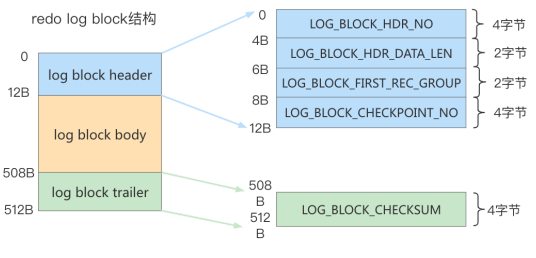 redo log block结构
0
log block header
12B
log block body
508B
log block trailer
512B
0
LOG_BLOCK_HDR_NO
4字节
4B
LOG_BLOCK_HDR_DATA_LEN
2字节
6B
LOG_BLOCK_FIRST_REC_GROUP
2字节
8B
LOG_BLOCK_CHECKPOINT_NO
4字节
12B
508
B
LOG_BLOCK_CHECKSUM
4字节
512
B